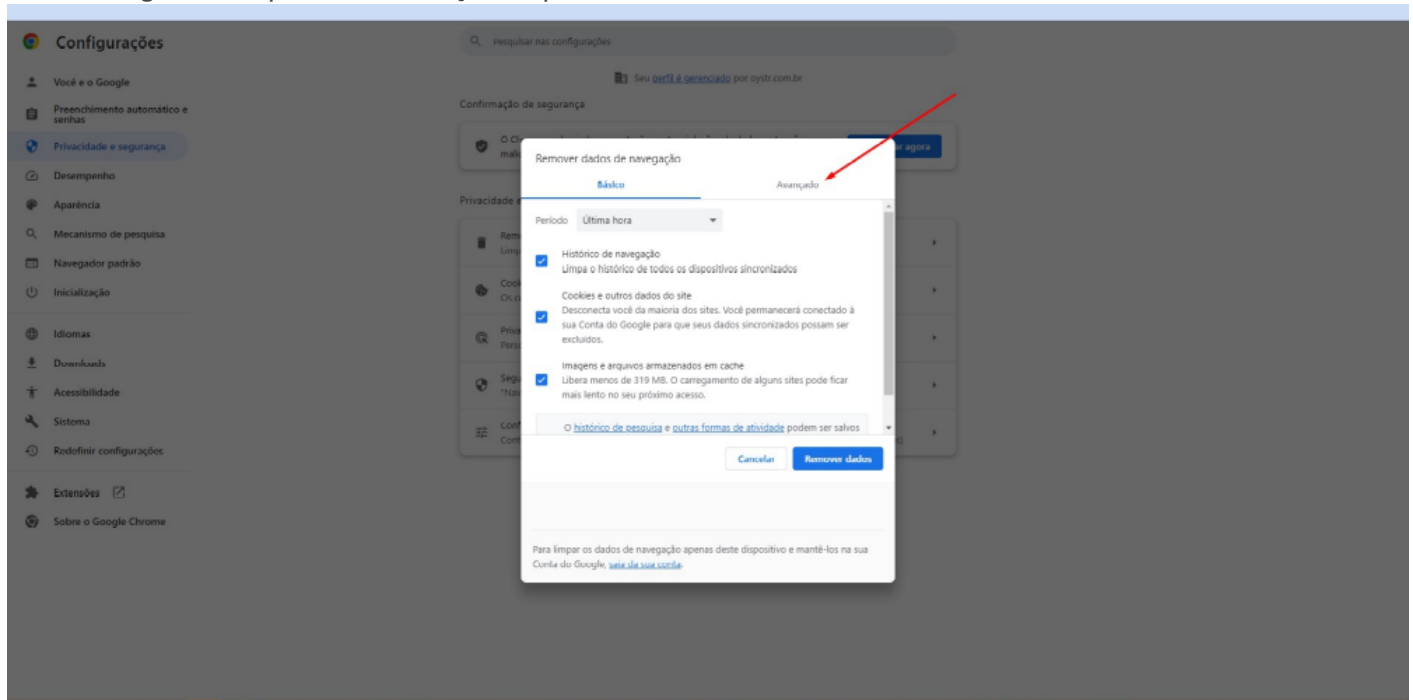 Configurações
Pesquisar nas configurações
Você e o Google
Preenchimento automático e
senhas
Privacidade e segurança
Desempenho
Aparência
Mecanismo de pesquisa
Navegador padrão
Inicialização
Idiomas
Downloads
Acessibilidade
Sistema
Redefinir configurações
Extensões
Sobre o Google Chrome
Seu perfil é gerenciado por oystr.com.br
Confirmação de segurança
Privacidade e
Remover dados de navegação
Básico
Avançado
Período
Última hora
Histórico de navegação
Limpa o histórico de todos os dispositivos sincronizados
Cookies e outros dados do site
Desconecta você da maioria dos sites. Você permanecerá conectado à
sua Conta do Google para que seus dados sincronizados possam ser
excluídos.
Imagens e arquivos armazenados em cache
Libera menos de 319 MB. O carregamento de alguns sites pode ficar
mais lento no seu próximo acesso.
O histórico de pesquisa e outras formas de atividade podem ser salvos
Cancelar
Remover dados
Para limpar os dados de navegação apenas deste dispositivo e mantê-los na sua
Conta do Google, saia da sua conta.